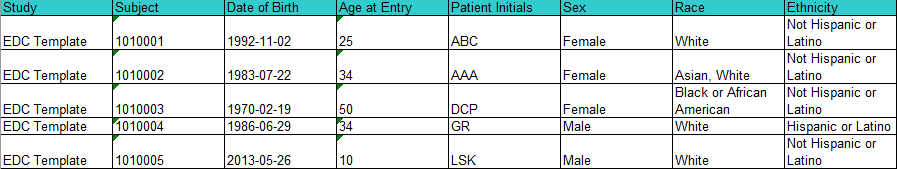 Study Subject Date of Birth Age at Entry Patient Initials Sex Race Ethnicity
EDC Template 1010001 1992-11-02 25 ABC Female White Not Hispanic or
Latino
EDC Template 1010002 1983-07-22 34 AAA Female Asian, White Not Hispanic or
Latino
EDC Template 1010003 1970-02-19 50 DCP Female Black or African Not Hispanic or
American Latino
EDC Template 1010004 1986-06-29 34 GR Male White Hispanic or Latino
EDC Template 1010005 2013-05-26 10 LSK Male White Not Hispanic or
Latino